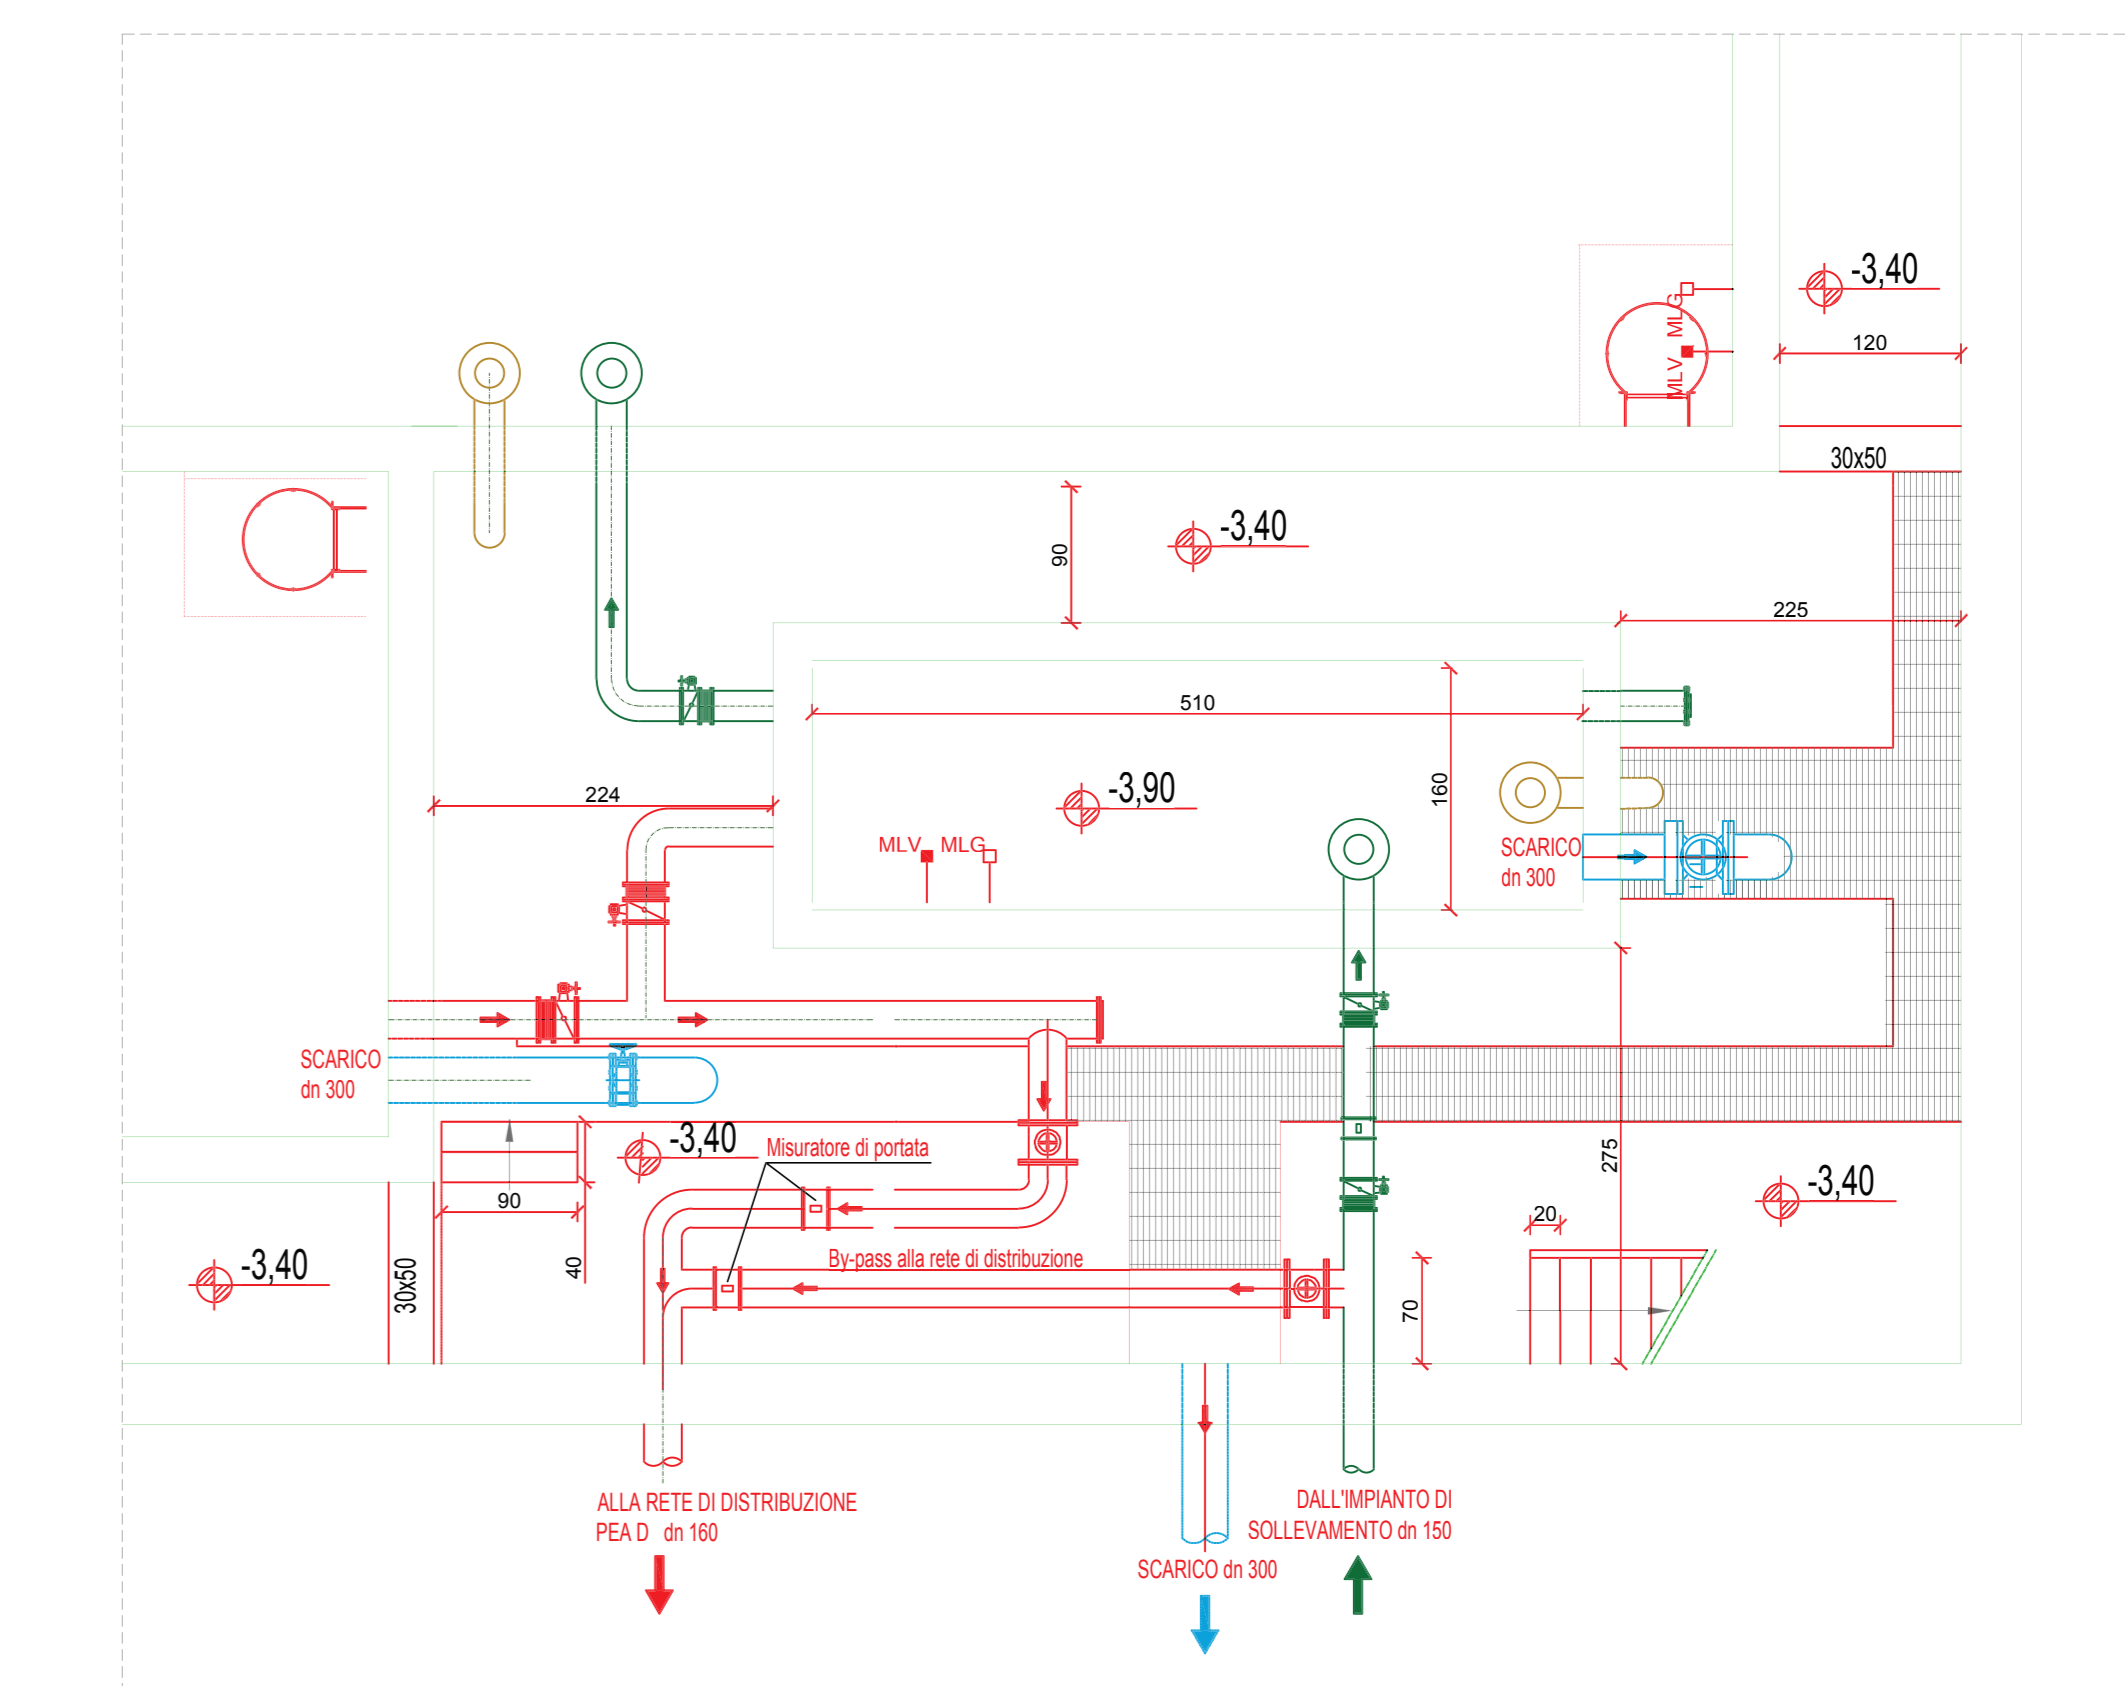 -3,40
MLG
120
MLV
30x50
-3,40
90
225
510
-3,90
160
224
MLV
MLG
SCARICO
dn 300
SCARICO
dn 300
-3,40
Misuratore di portata
275
-3,40
90
20
40
By-pass alla rete di distribuzione
-3,40
30x50
70
ALLA RETE DI DISTRIBUZIONE
PEA D dn 160
DALL'IMPIANTO DI
SOLLEVAMENTO dn 150
SCARICO dn 300